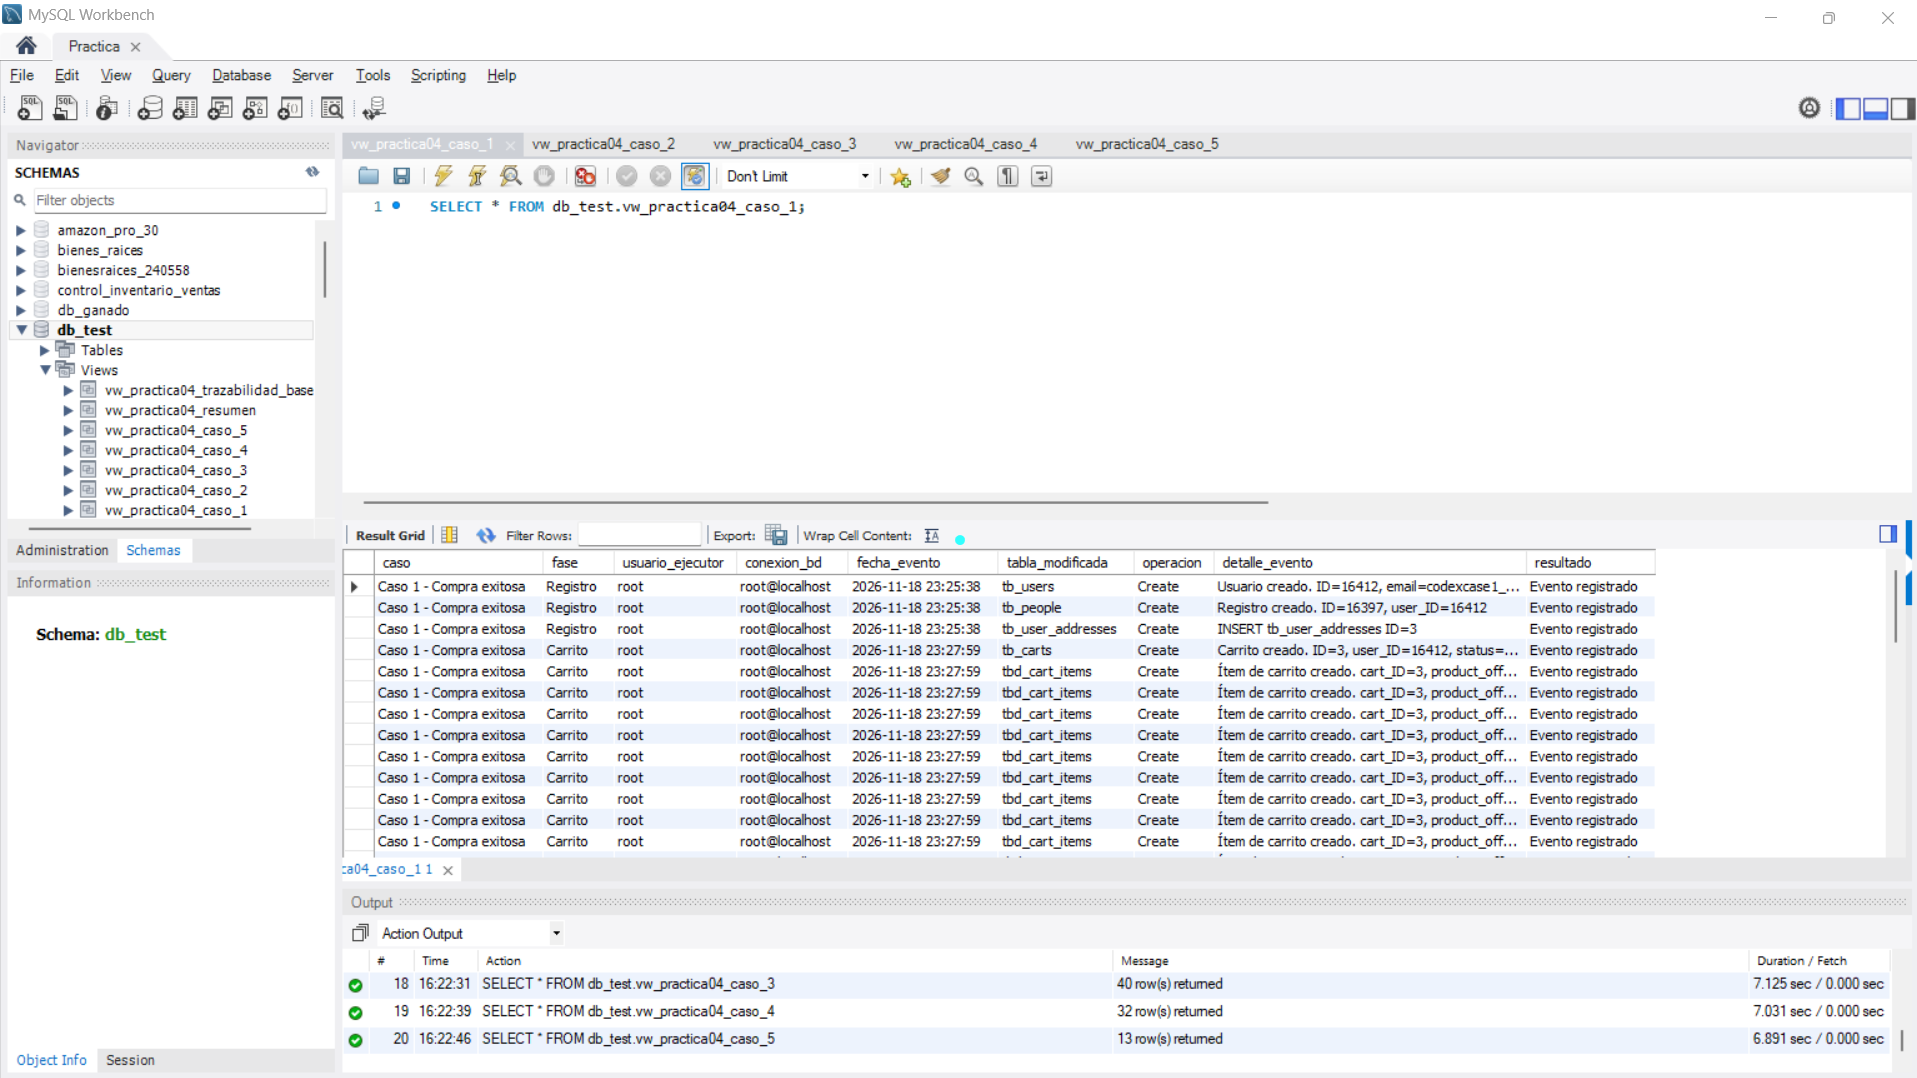 MySQL Workbench
Practica
File Edit View Query Database Server Tools Scripting Help
Navigator
SCHEMAS
Filter objects
amazon_pro_30
bienes_raices
bienesraices_240558
control_inventario_ventas
db_ganado
db_test
Tables
Views
vw_practica04_trazabilidad_base
vw_practica04_resumen
vw_practica04_caso_5
vw_practica04_caso_4
vw_practica04_caso_3
vw_practica04_caso_2
vw_practica04_caso_1
Administration Schemas
Information
Schema: db_test
Object Info Session
vw_practica04_caso_1 vw_practica04_caso_2 vw_practica04_caso_3 vw_practica04_caso_4 vw_practica04_caso_5
Don't Limit
1 SELECT * FROM db_test.vw_practica04_caso_1;
Result Grid Filter Rows: Export: Wrap Cell Content:
caso fase usuario_ejecutor conexion_bd fecha_evento tabla_modificada operacion detalle_evento resultado
Caso 1 - Compra exitosa Registro root root@localhost 2026-11-18 23:25:38 tb_users Create Usuario creado. ID=16412, email=codexcase1_... Evento registrado
Caso 1 - Compra exitosa Registro root root@localhost 2026-11-18 23:25:38 tb_people Create Registro creado. ID=16397, user_ID=16412 Evento registrado
Caso 1 - Compra exitosa Registro root root@localhost 2026-11-18 23:25:38 tb_user_addresses Create INSERT tb_user_addresses ID=3 Evento registrado
Caso 1 - Compra exitosa Carrito root root@localhost 2026-11-18 23:27:59 tb_carts Create Carrito creado. ID=3, user_ID=16412, status=... Evento registrado
Caso 1 - Compra exitosa Carrito root root@localhost 2026-11-18 23:27:59 tbd_cart_items Create Ítem de carrito creado. cart_ID=3, product_off... Evento registrado
Caso 1 - Compra exitosa Carrito root root@localhost 2026-11-18 23:27:59 tbd_cart_items Create Ítem de carrito creado. cart_ID=3, product_off... Evento registrado
Caso 1 - Compra exitosa Carrito root root@localhost 2026-11-18 23:27:59 tbd_cart_items Create Ítem de carrito creado. cart_ID=3, product_off... Evento registrado
Caso 1 - Compra exitosa Carrito root root@localhost 2026-11-18 23:27:59 tbd_cart_items Create Ítem de carrito creado. cart_ID=3, product_off... Evento registrado
Caso 1 - Compra exitosa Carrito root root@localhost 2026-11-18 23:27:59 tbd_cart_items Create Ítem de carrito creado. cart_ID=3, product_off... Evento registrado
Caso 1 - Compra exitosa Carrito root root@localhost 2026-11-18 23:27:59 tbd_cart_items Create Ítem de carrito creado. cart_ID=3, product_off... Evento registrado
Caso 1 - Compra exitosa Carrito root root@localhost 2026-11-18 23:27:59 tbd_cart_items Create Ítem de carrito creado. cart_ID=3, product_off... Evento registrado
Caso 1 - Compra exitosa Carrito root root@localhost 2026-11-18 23:27:59 tbd_cart_items Create Ítem de carrito creado. cart_ID=3, product_off... Evento registrado
Caso 1 - Compra exitosa Carrito root root@localhost 2026-11-18 23:27:59 tbd_cart_items Create Ítem de carrito creado. cart_ID=3, product_off... Evento registrado
ca04_caso_1 1
Output
Action Output
# Time Action Message Duration / Fetch
18 16:22:31 SELECT * FROM db_test.vw_practica04_caso_3 40 row(s) returned 7.125 sec / 0.000 sec
19 16:22:39 SELECT * FROM db_test.vw_practica04_caso_4 32 row(s) returned 7.031 sec / 0.000 sec
20 16:22:46 SELECT * FROM db_test.vw_practica04_caso_5 13 row(s) returned 6.891 sec / 0.000 sec